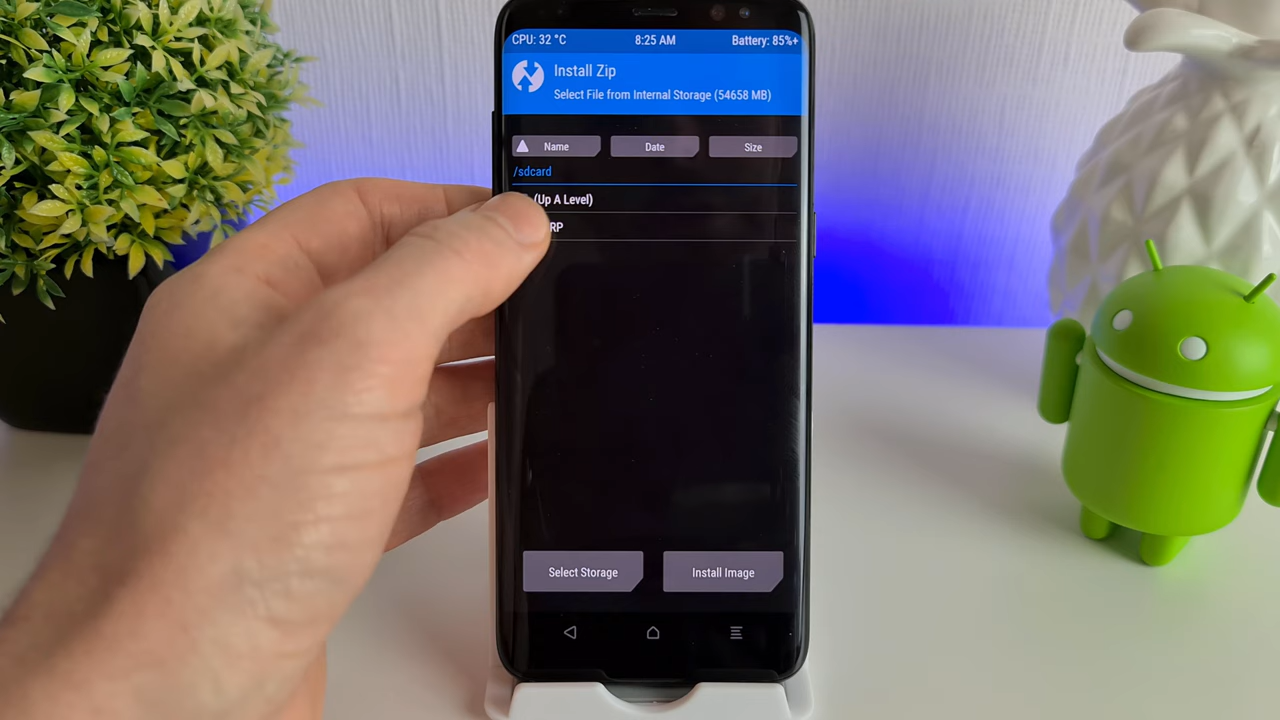 CPU: 32 °C 8:25 AM Battery: 85%+
Install Zip
Select File from Internal Storage (54658 MB)
Name Date Size
/sdcard
(Up A Level)
RP
Select Storage Install Image